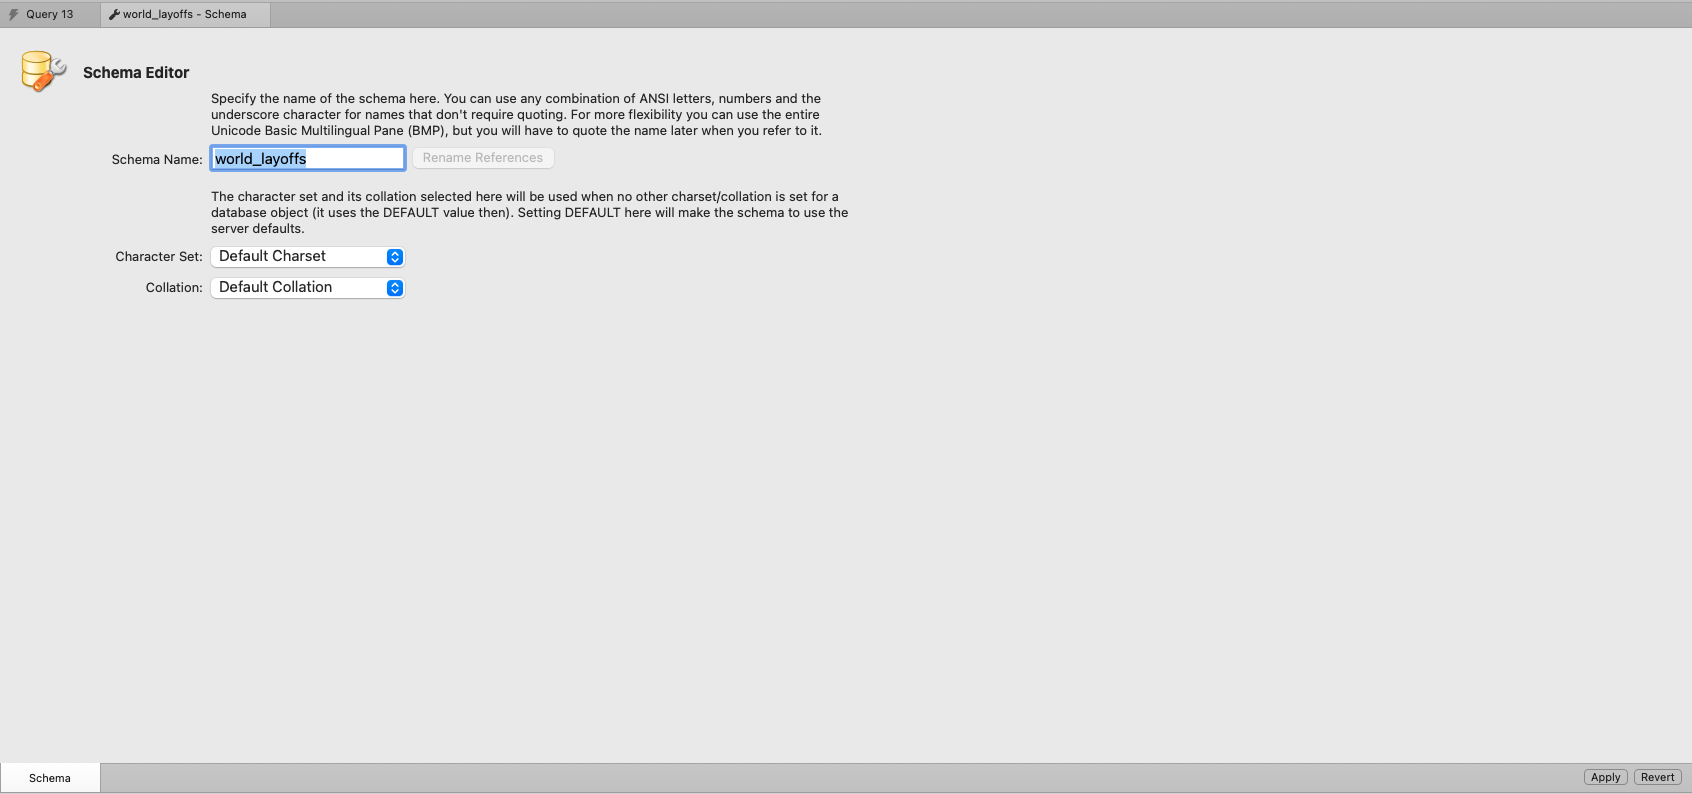 Query 13
world_layoffs - Schema
Schema Editor
Specify the name of the schema here. You can use any combination of ANSI letters, numbers and the
underscore character for names that don't require quoting. For more flexibility you can use the entire
Unicode Basic Multilingual Pane (BMP), but you will have to quote the name later when you refer to it.
Schema Name: world_layoffs Rename References
The character set and its collation selected here will be used when no other charset/collation is set for a
database object (it uses the DEFAULT value then). Setting DEFAULT here will make the schema to use the
server defaults.
Character Set: Default Charset
Collation: Default Collation
Schema
Apply Revert